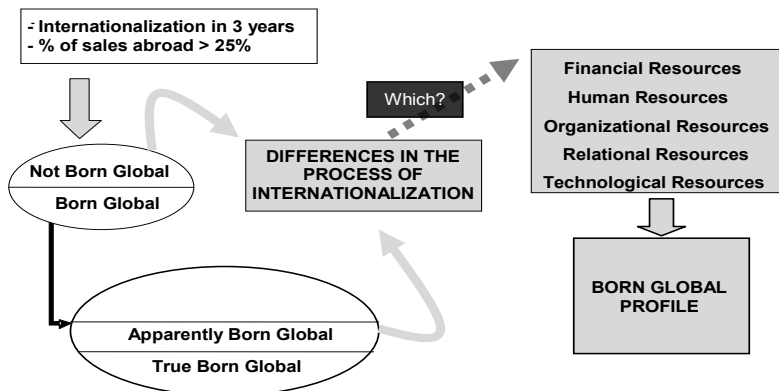 - Internationalization in 3 years
- % of sales abroad > 25%
Not Born Global
Born Global
Apparently Born Global
True Born Global
DIFFERENCES IN THE
PROCESS OF
INTERNATIONALIZATION
Which?
Financial Resources
Human Resources
Organizational Resources
Relational Resources
Technological Resources
BORN GLOBAL
PROFILE